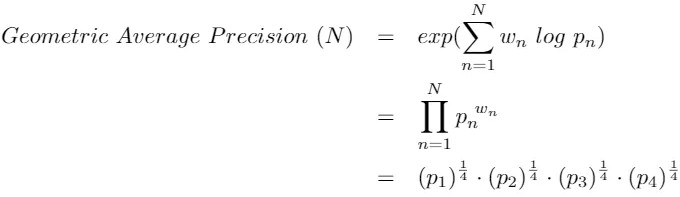 Geometric Average Precision (N) = exp(∑_{n=1}^{N} w_n log p_n)
= ∏_{n=1}^{N} p_n^{w_n}
= (p_1)^{1/4} · (p_2)^{1/4} · (p_3)^{1/4} · (p_4)^{1/4}